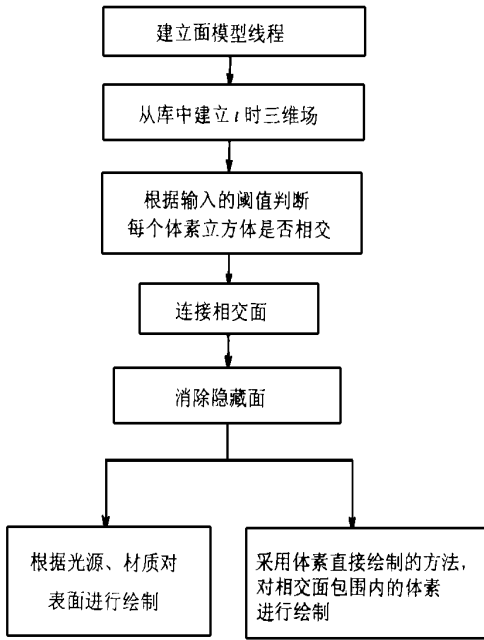 建立面模型线程
从库中建立 t 时三维场
根据输入的阈值判断
每个体素立方体是否相交
连接相交面
消除隐藏面
根据光源、材质对
表面进行绘制
采用体素直接绘制的方法,
对相交面包围内的体素
进行绘制